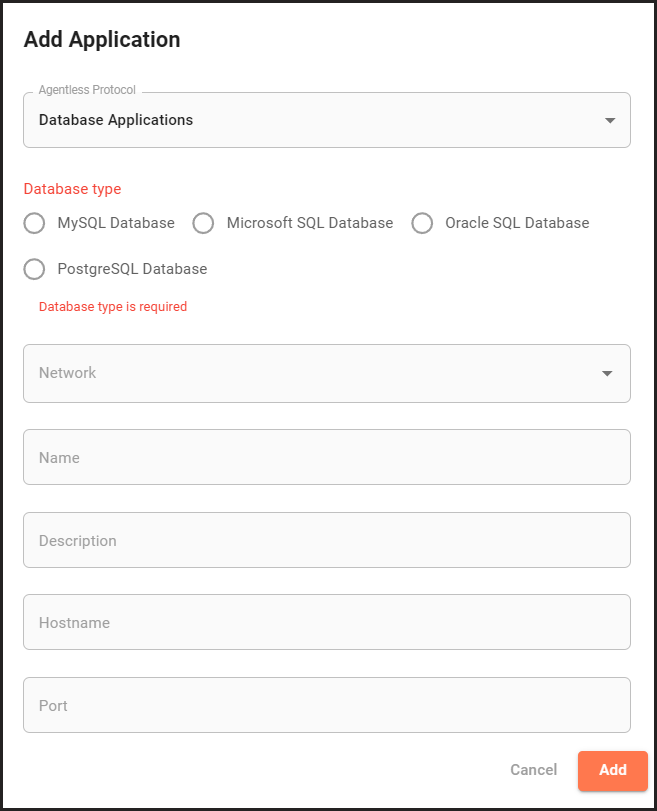 Add Application
Agentless Protocol
Database Applications
Database type
MySQL Database Microsoft SQL Database Oracle SQL Database
PostgreSQL Database
Database type is required
Network
Name
Description
Hostname
Port
Cancel Add